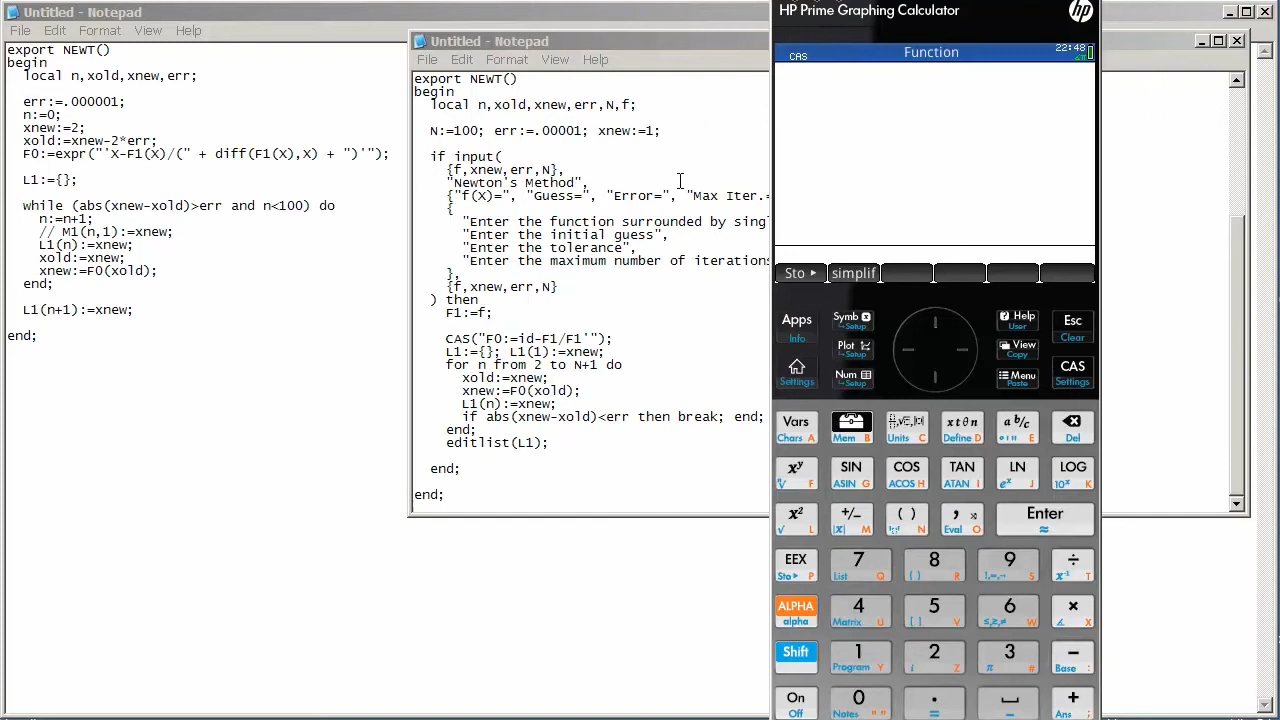 Untitled - Notepad
File Edit Format View Help
export NEWT()
begin
local n,xold,xnew,err;
err:=.000001;
n:=0;
xnew:=2;
xold:=xnew-2*err;
F0:=expr("'X-F1(X)/(" + diff(F1(X),X) + ")'");
L1:={};
while (abs(xnew-xold)>err and n<100) do
n:=n+1;
// M1(n,1):=xnew;
L1(n):=xnew;
xold:=xnew;
xnew:=F0(xold);
end;
L1(n+1):=xnew;
end;
Untitled - Notepad
File Edit Format View Help
export NEWT()
begin
local n,xold,xnew,err,N,f;
N:=100; err:=.00001; xnew:=1;
if input(
{f,xnew,err,N},
"Newton's Method",
{"f(X)=", "Guess=", "Error=", "Max Iter.=
{
"Enter the function surrounded by singl
"Enter the initial guess",
"Enter the tolerance",
"Enter the maximum number of iterations
},
{f,xnew,err,N}
) then
F1:=f;
CAS("F0:=id-F1/F1'");
L1:={}; L1(1):=xnew;
for n from 2 to N+1 do
xold:=xnew;
xnew:=F0(xold);
L1(n):=xnew;
if abs(xnew-xold)<err then break; end;
end;
editlist(L1);
end;
end;
HP Prime Graphing Calculator hp
CAS Function 22:48
Sto simplif
Apps Info Symb Setup Help User Esc Clear
Plot Setup View Copy
Settings Num Setup Menu Paste CAS Settings
Vars Chars A Mem B Units C x t θ n Define D a b/c E Del
x^y F SIN ASIN G COS ACOS H TAN ATAN I LN e^x J LOG 10^x K
x² √ L +/- |x| M ( ) N , Eval O Enter ≈
EEX Sto P 7 List Q 8 { } R 9 S ÷ x⁻¹ T
ALPHA alpha 4 Matrix U 5 [ ] V 6 ≤,≥,≠ W × ∡ X
Shift 1 Program Y 2 i Z 3 π # − Base :
On Off 0 Notes " " . = _ + Ans ;